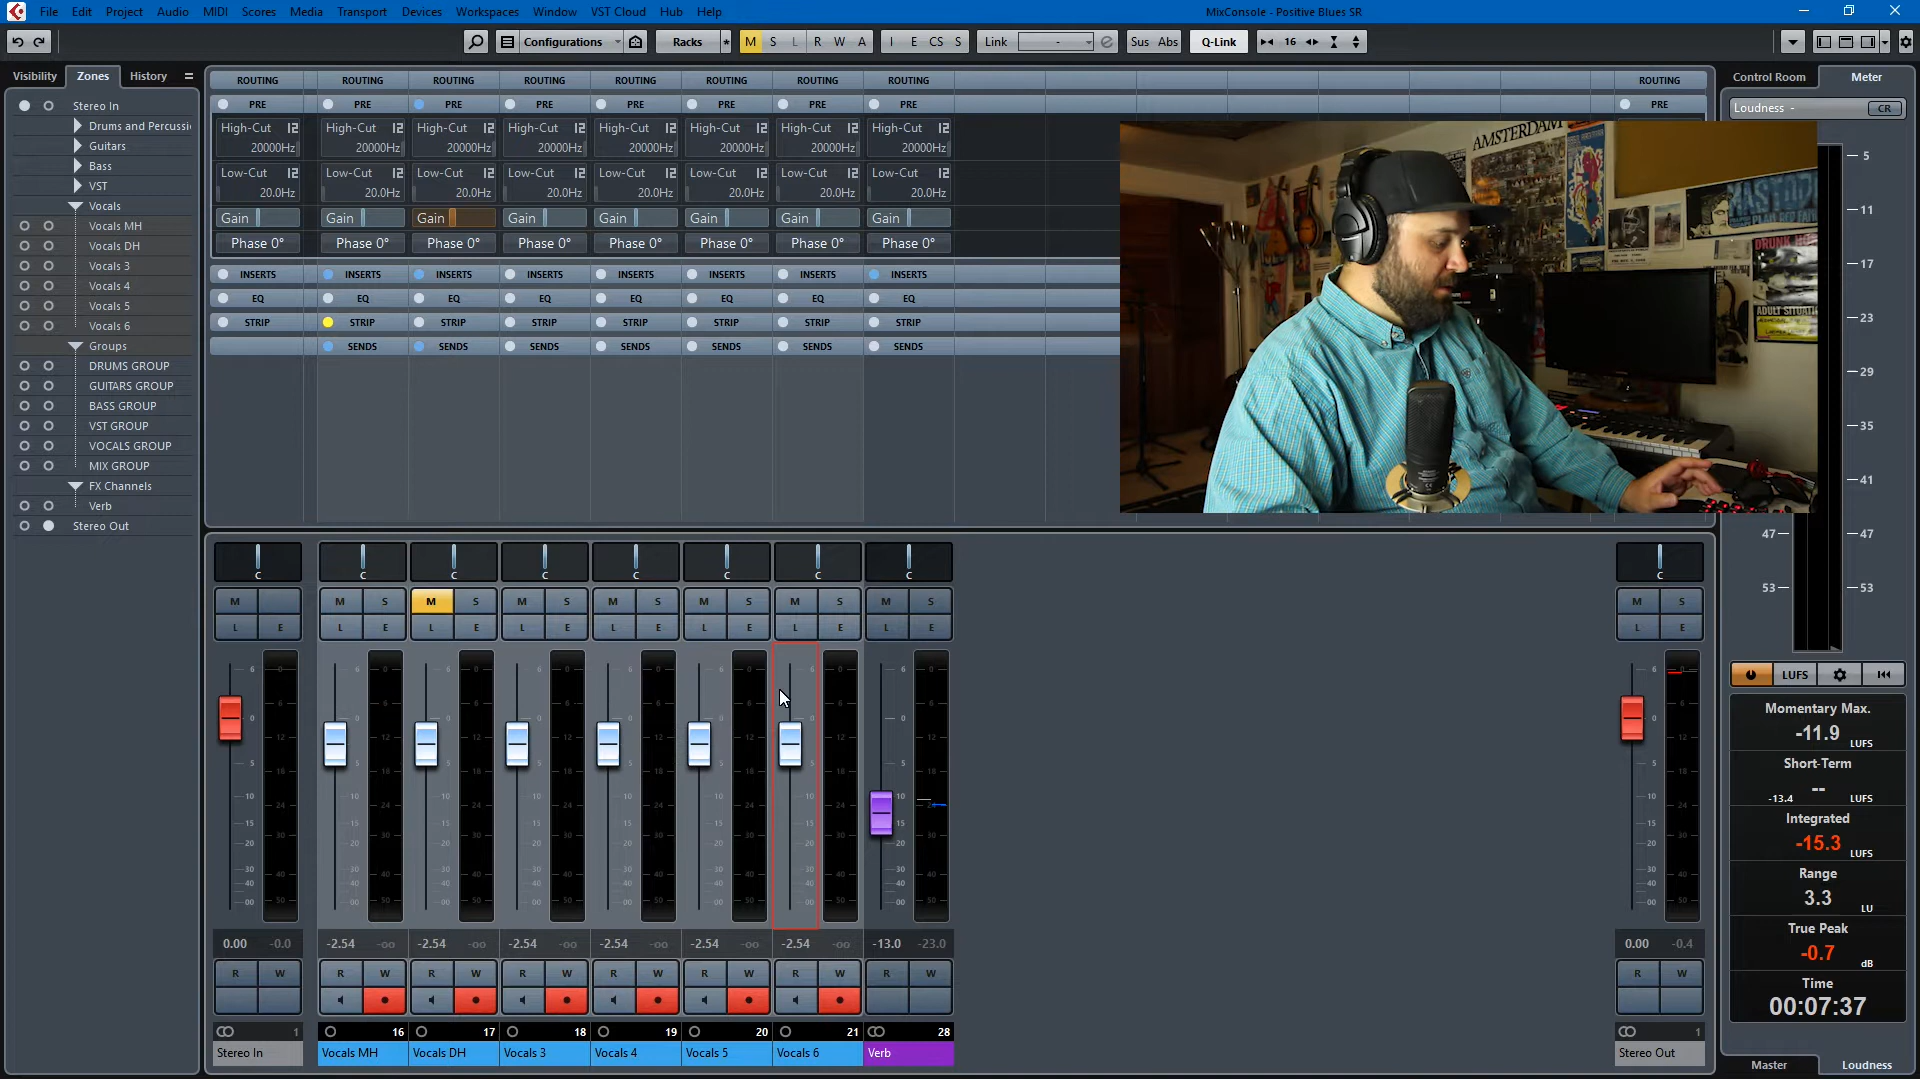 File Edit Project Audio MIDI Scores Media Transport Devices Workspaces Window VST Cloud Hub Help
MixConsole - Positive Blues SR
Configurations Racks M S L R W A I E CS S Link - Sus Abs Q-Link 16
Visibility Zones History
Stereo In
Drums and Percussi
Guitars
Bass
VST
Vocals
Vocals MH
Vocals DH
Vocals 3
Vocals 4
Vocals 5
Vocals 6
Groups
DRUMS GROUP
GUITARS GROUP
BASS GROUP
VST GROUP
VOCALS GROUP
MIX GROUP
FX Channels
Verb
Stereo Out
ROUTING ROUTING ROUTING ROUTING ROUTING ROUTING ROUTING ROUTING ROUTING
PRE PRE PRE PRE PRE PRE PRE PRE PRE
High-Cut 12 High-Cut 12 High-Cut 12 High-Cut 12 High-Cut 12 High-Cut 12 High-Cut 12 High-Cut 12
20000Hz 20000Hz 20000Hz 20000Hz 20000Hz 20000Hz 20000Hz 20000Hz
Low-Cut 12 Low-Cut 12 Low-Cut 12 Low-Cut 12 Low-Cut 12 Low-Cut 12 Low-Cut 12 Low-Cut 12
20.0Hz 20.0Hz 20.0Hz 20.0Hz 20.0Hz 20.0Hz 20.0Hz 20.0Hz
Gain Gain Gain Gain Gain Gain Gain Gain
Phase 0° Phase 0° Phase 0° Phase 0° Phase 0° Phase 0° Phase 0° Phase 0°
INSERTS INSERTS INSERTS INSERTS INSERTS INSERTS INSERTS INSERTS
EQ EQ EQ EQ EQ EQ EQ EQ
STRIP STRIP STRIP STRIP STRIP STRIP STRIP STRIP
SENDS SENDS SENDS SENDS SENDS SENDS SENDS
AMSTERDAM
DRUNK
ADULT SITUAT
C C C C C C C C C
M M S M S M S M S M S M S M S M S
L E L E L E L E L E L E L E L E L E
0.00 -0.0 -2.54 -oo -2.54 -oo -2.54 -oo -2.54 -oo -2.54 -oo -2.54 -oo -13.0 -23.0 0.00 -0.4
R W R W R W R W R W R W R W R W R W
1 16 17 18 19 20 21 28 1
Stereo In Vocals MH Vocals DH Vocals 3 Vocals 4 Vocals 5 Vocals 6 Verb Stereo Out
Control Room Meter
Loudness - CR
5
11
17
23
29
35
41
47 47
53 53
LUFS
Momentary Max.
-11.9 LUFS
Short-Term
-13.4 -- LUFS
Integrated
-15.3 LUFS
Range
3.3 LU
True Peak
-0.7 dB
Time
00:07:37
Master Loudness